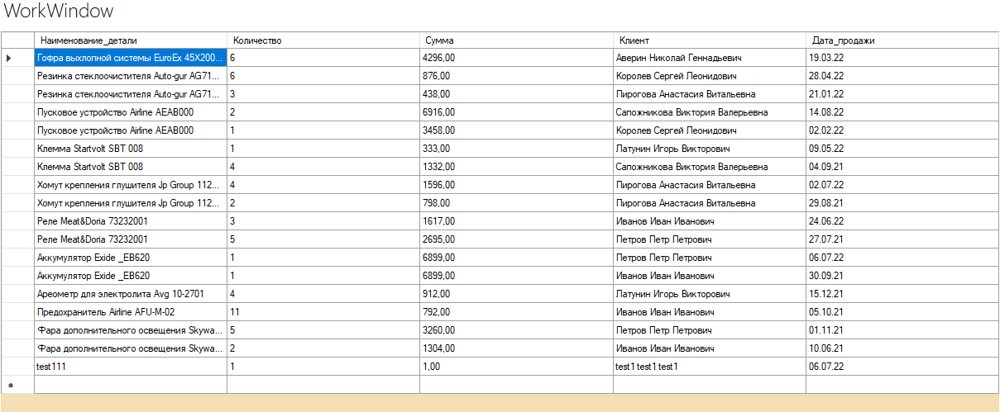 WorkWindow
Наименование_детали Количество Сумма Клиент Дата_продажи
Гофра выхлопной системы EuroEx 45X200... 6 4296,00 Аверин Николай Геннадьевич 19.03.22
Резинка стеклоочистителя Auto-gur AG71... 6 876,00 Королев Сергей Леонидович 28.04.22
Резинка стеклоочистителя Auto-gur AG71... 3 438,00 Пирогова Анастасия Витальевна 21.01.22
Пусковое устройство Airline AEAB000 2 6916,00 Сапожникова Виктория Валерьевна 14.08.22
Пусковое устройство Airline AEAB000 1 3458,00 Королев Сергей Леонидович 02.02.22
Клемма Startvolt SBT 008 1 333,00 Латунин Игорь Викторович 09.05.22
Клемма Startvolt SBT 008 4 1332,00 Сапожникова Виктория Валерьевна 04.09.21
Хомут крепления глушителя Jp Group 112... 4 1596,00 Пирогова Анастасия Витальевна 02.07.22
Хомут крепления глушителя Jp Group 112... 2 798,00 Пирогова Анастасия Витальевна 29.08.21
Реле Meat&Doria 73232001 3 1617,00 Иванов Иван Иванович 24.06.22
Реле Meat&Doria 73232001 5 2695,00 Петров Петр Петрович 27.07.21
Аккумулятор Exide _EB620 1 6899,00 Петров Петр Петрович 06.07.22
Аккумулятор Exide _EB620 1 6899,00 Иванов Иван Иванович 30.09.21
Ареометр для электролита Avg 10-2701 4 912,00 Латунин Игорь Викторович 15.12.21
Предохранитель Airline AFU-M-02 11 792,00 Иванов Иван Иванович 05.10.21
Фара дополнительного освещения Skywa... 5 3260,00 Петров Петр Петрович 01.11.21
Фара дополнительного освещения Skywa... 2 1304,00 Иванов Иван Иванович 10.06.21
test111 1 1,00 test1 test1 test1 06.07.22